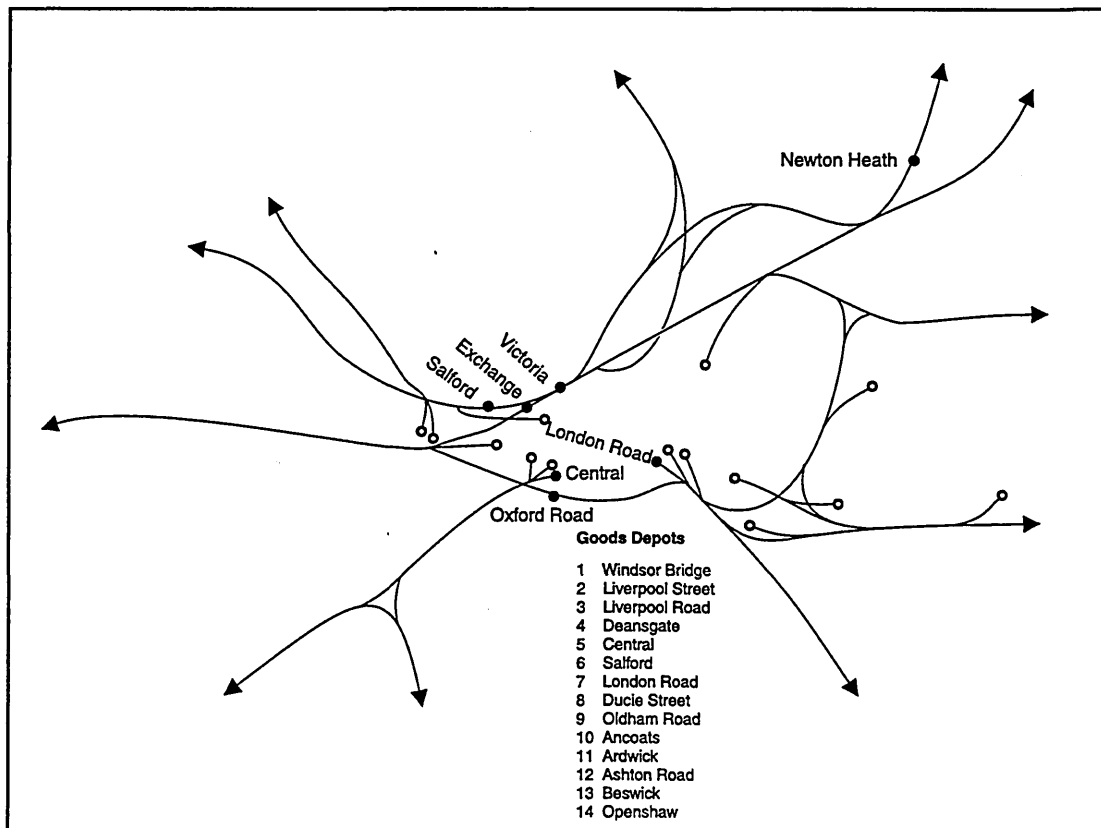 Newton Heath
Victoria
Exchange
Salford
London Road
Central
Oxford Road
Goods Depots
1 Windsor Bridge
2 Liverpool Street
3 Liverpool Road
4 Deansgate
5 Central
6 Salford
7 London Road
8 Ducie Street
9 Oldham Road
10 Ancoats
11 Ardwick
12 Ashton Road
13 Beswick
14 Openshaw